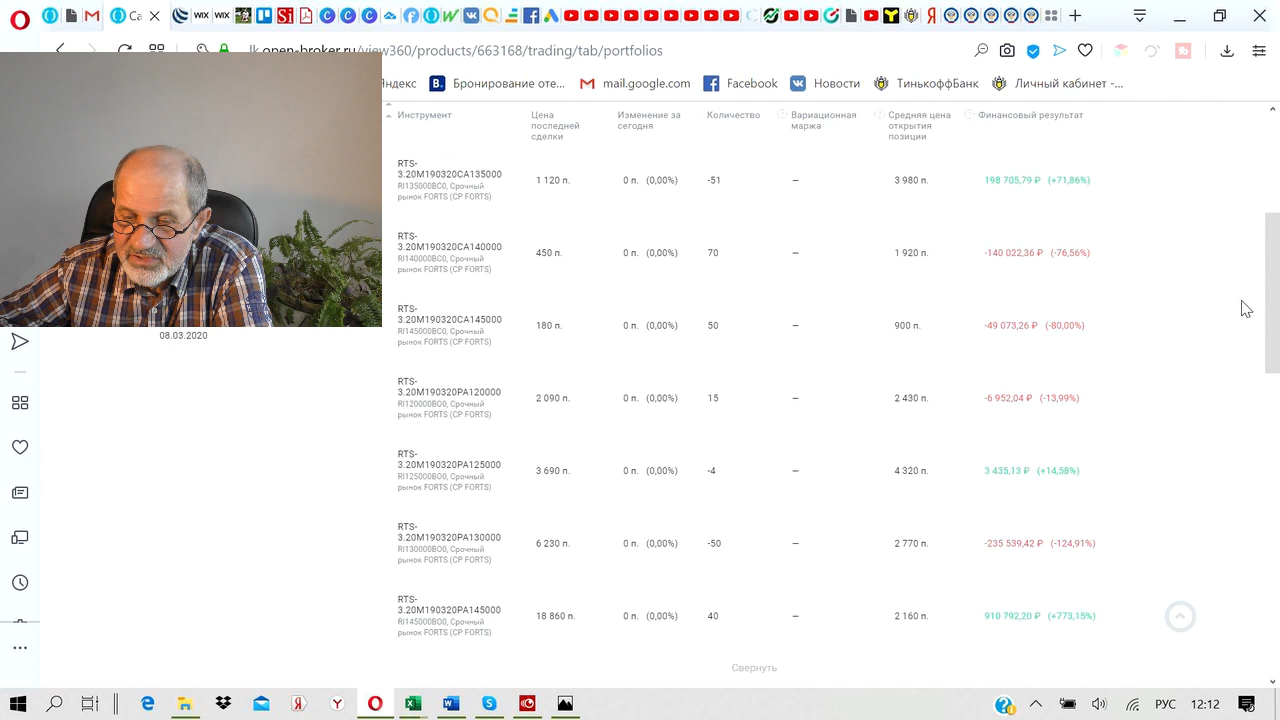 Ca
lk.open-broker.ru/view360/products/663168/trading/tab/portfolios
ндекс
Бронирование оте...
mail.google.com
Facebook
Новости
ТинькоффБанк
Личный кабинет -...
Инструмент
Цена
последней
сделки
Изменение за
сегодня
Количество
Вариационная
маржа
Средняя цена
открытия
позиции
Финансовый результат
RTS-
3.20M190320CA135000
RI135000BC0, Срочный
рынок FORTS (СР FORTS)
1 120 п.
0 п. (0,00%)
-51
—
3 980 п.
198 705,79 ₽ (+71,86%)
RTS-
3.20M190320CA140000
RI140000BC0, Срочный
рынок FORTS (СР FORTS)
450 п.
0 п. (0,00%)
70
—
1 920 п.
-140 022,36 ₽ (-76,56%)
RTS-
3.20M190320CA145000
RI145000BC0, Срочный
рынок FORTS (СР FORTS)
180 п.
0 п. (0,00%)
50
—
900 п.
-49 073,26 ₽ (-80,00%)
08.03.2020
RTS-
3.20M190320PA120000
RI120000BO0, Срочный
рынок FORTS (СР FORTS)
2 090 п.
0 п. (0,00%)
15
—
2 430 п.
-6 952,04 ₽ (-13,99%)
RTS-
3.20M190320PA125000
RI125000BO0, Срочный
рынок FORTS (СР FORTS)
3 690 п.
0 п. (0,00%)
-4
—
4 320 п.
3 435,13 ₽ (+14,58%)
RTS-
3.20M190320PA130000
RI130000BO0, Срочный
рынок FORTS (СР FORTS)
6 230 п.
0 п. (0,00%)
-50
—
2 770 п.
-235 539,42 ₽ (-124,91%)
RTS-
3.20M190320PA145000
RI145000BO0, Срочный
рынок FORTS (СР FORTS)
18 860 п.
0 п. (0,00%)
40
—
2 160 п.
910 792,20 ₽ (+773,15%)
Свернуть
РУС
12:12